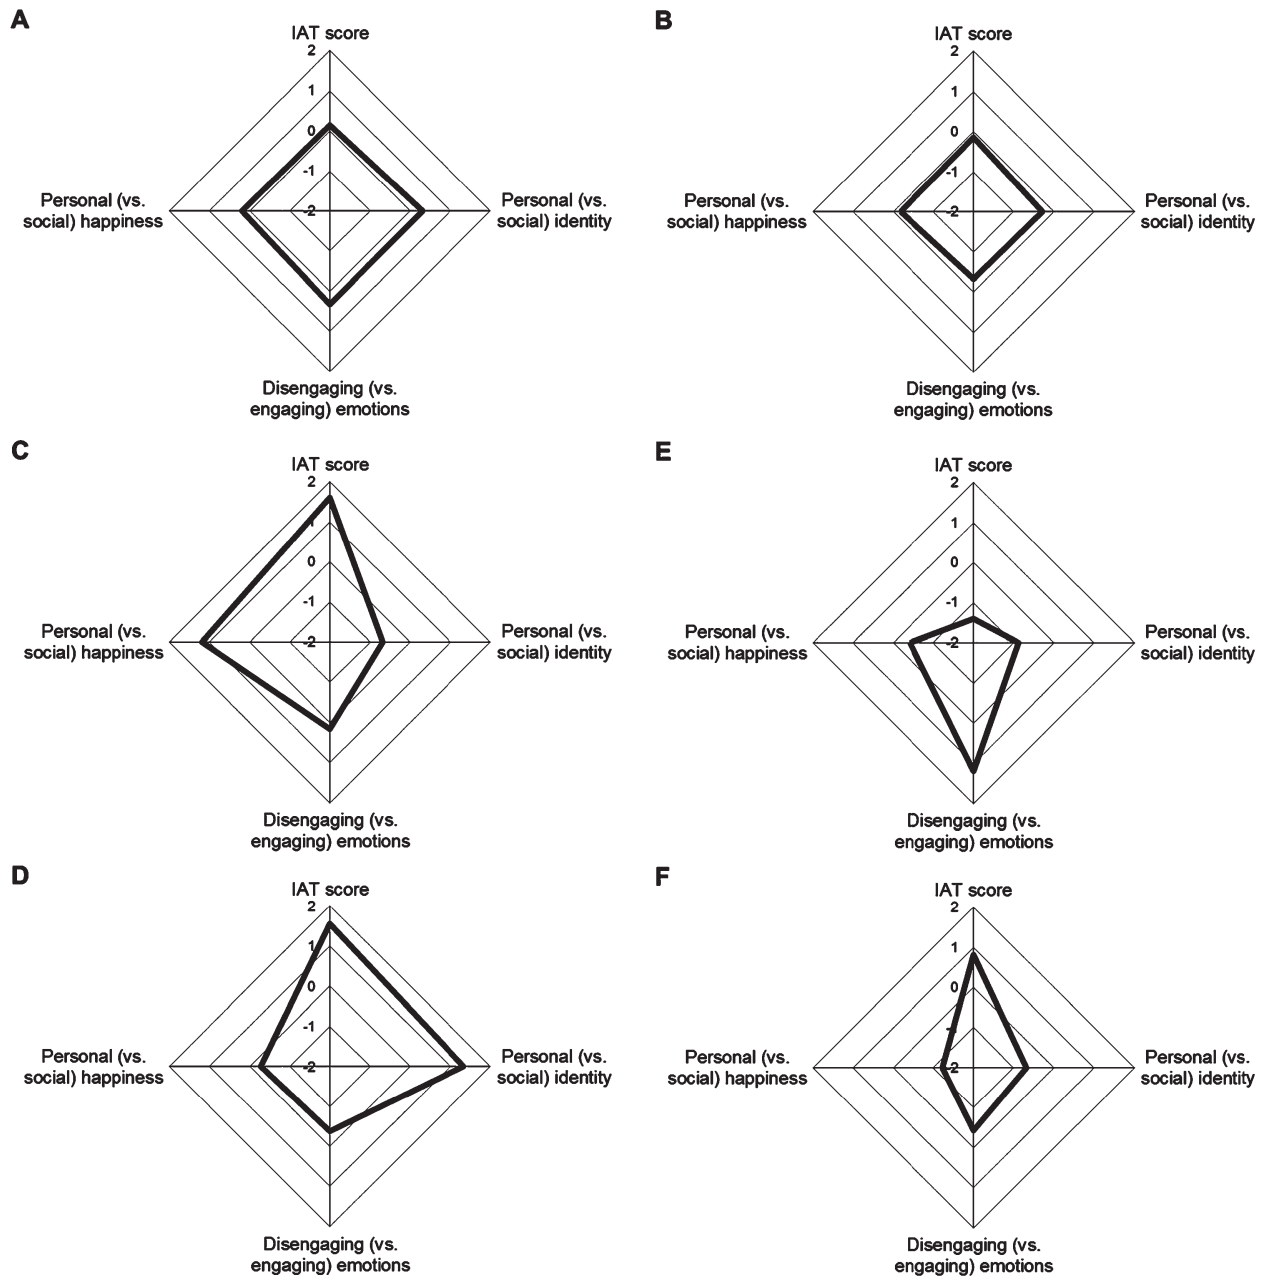 A
IAT score
2
1
0
-1
-2
Personal (vs.
social) happiness
Personal (vs.
social) identity
Disengaging (vs.
engaging) emotions
B
IAT score
2
1
0
-1
-2
Personal (vs.
social) happiness
Personal (vs.
social) identity
Disengaging (vs.
engaging) emotions
C
IAT score
2
1
0
-1
-2
Personal (vs.
social) happiness
Personal (vs.
social) identity
Disengaging (vs.
engaging) emotions
E
IAT score
2
1
0
-1
-2
Personal (vs.
social) happiness
Personal (vs.
social) identity
Disengaging (vs.
engaging) emotions
D
IAT score
2
1
0
-1
-2
Personal (vs.
social) happiness
Personal (vs.
social) identity
Disengaging (vs.
engaging) emotions
F
IAT score
2
1
0
-1
-2
Personal (vs.
social) happiness
Personal (vs.
social) identity
Disengaging (vs.
engaging) emotions